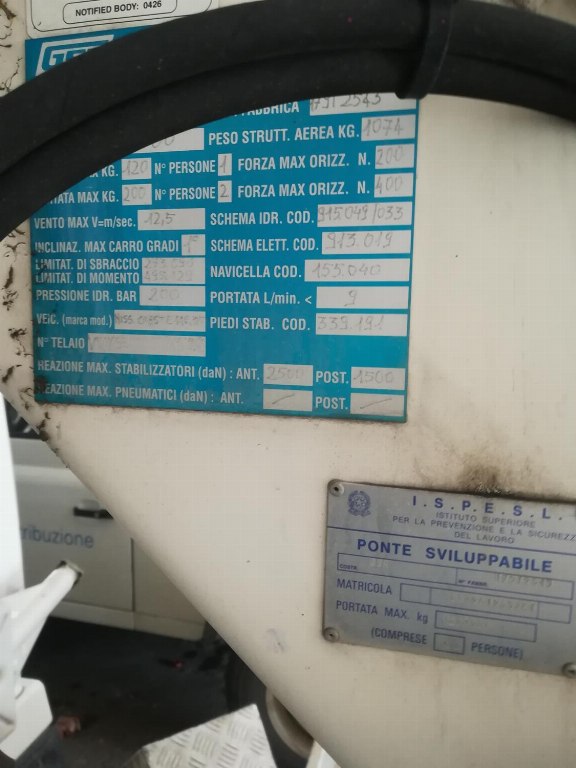 NOTIFIED BODY: 0426
FABBRICA
PESO STRUTT. AEREA KG. 1074
KG. 120 N° PERSONE 1 FORZA MAX ORIZZ. N. 200
MAX KG. 200 N° PERSONE 2 FORZA MAX ORIZZ. N. 400
VENTO MAX V=m/sec. 12,5 SCHEMA IDR. COD. 915049/033
INCLINAZ. MAX CARRO GRADI 1° SCHEMA ELETT. COD. 913.019
LIMITAT. DI SBRACCIO
LIMITAT. DI MOMENTO
NAVICELLA COD. 155.040
PRESSIONE IDR. BAR 200 PORTATA L/min. < 9
VEIC. (marca mod.) PIEDI STAB. COD. 339.191
N° TELAIO
REAZIONE MAX. STABILIZZATORI (daN) : ANT. 2500 POST. 1500
REAZIONE MAX. PNEUMATICI (daN) : ANT. / POST. /
ribuzione
I.S.P.E.S.L.
ISTITUTO SUPERIORE
PER LA PREVENZIONE E LA SICUREZZ
DEL LAVORO
PONTE SVILUPPABILE
COSTR. N° FABBR.
MATRICOLA
PORTATA MAX. kg
(COMPRESE PERSONE)